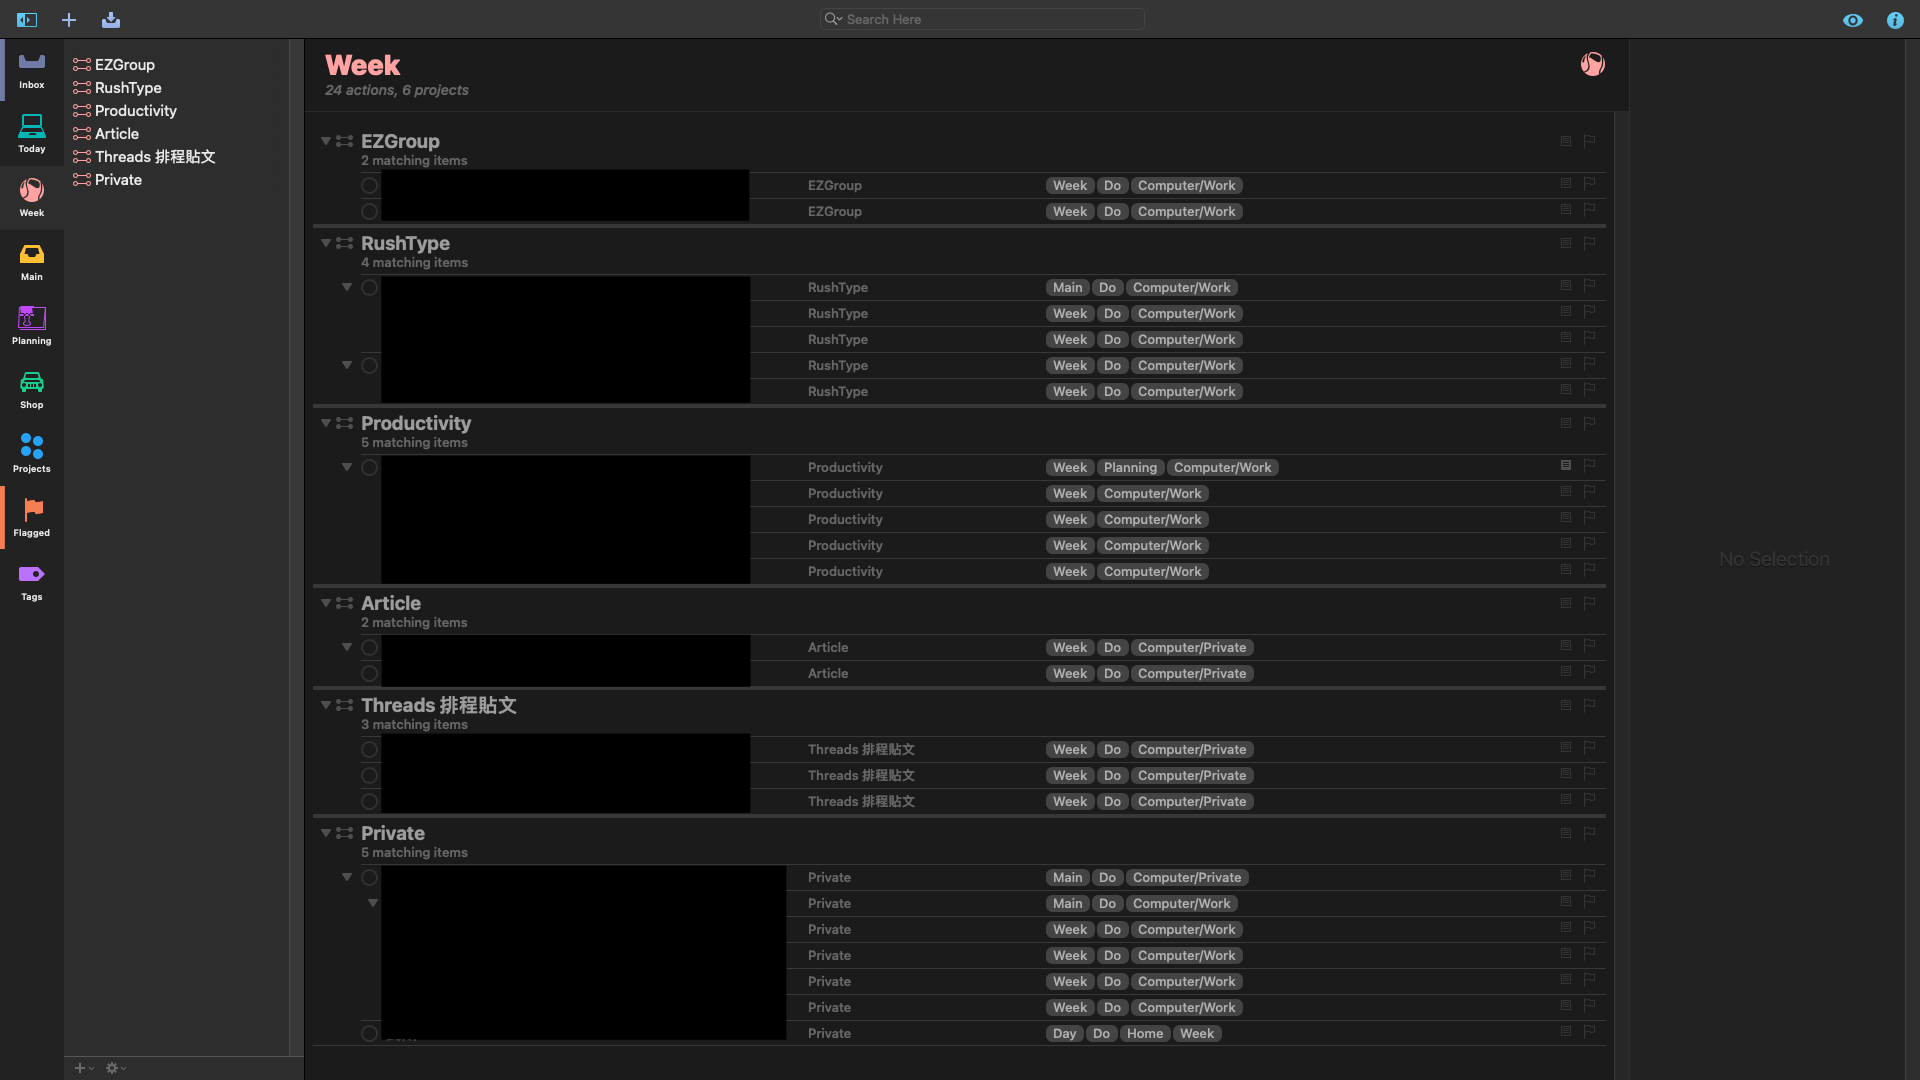 Search Here
Inbox
Today
Week
Main
Planning
Shop
Projects
Flagged
Tags
EZGroup
RushType
Productivity
Article
Threads 排程貼文
Private
Week
24 actions, 6 projects
EZGroup
2 matching items
EZGroup Week Do Computer/Work
EZGroup Week Do Computer/Work
RushType
4 matching items
RushType Main Do Computer/Work
RushType Week Do Computer/Work
RushType Week Do Computer/Work
RushType Week Do Computer/Work
RushType Week Do Computer/Work
Productivity
5 matching items
Productivity Week Planning Computer/Work
Productivity Week Computer/Work
Productivity Week Computer/Work
Productivity Week Computer/Work
Productivity Week Computer/Work
Article
2 matching items
Article Week Do Computer/Private
Article Week Do Computer/Private
Threads 排程貼文
3 matching items
Threads 排程貼文 Week Do Computer/Private
Threads 排程貼文 Week Do Computer/Private
Threads 排程貼文 Week Do Computer/Private
Private
5 matching items
Private Main Do Computer/Private
Private Main Do Computer/Work
Private Week Do Computer/Work
Private Week Do Computer/Work
Private Week Do Computer/Work
Private Week Do Computer/Work
Private Day Do Home Week
No Selection